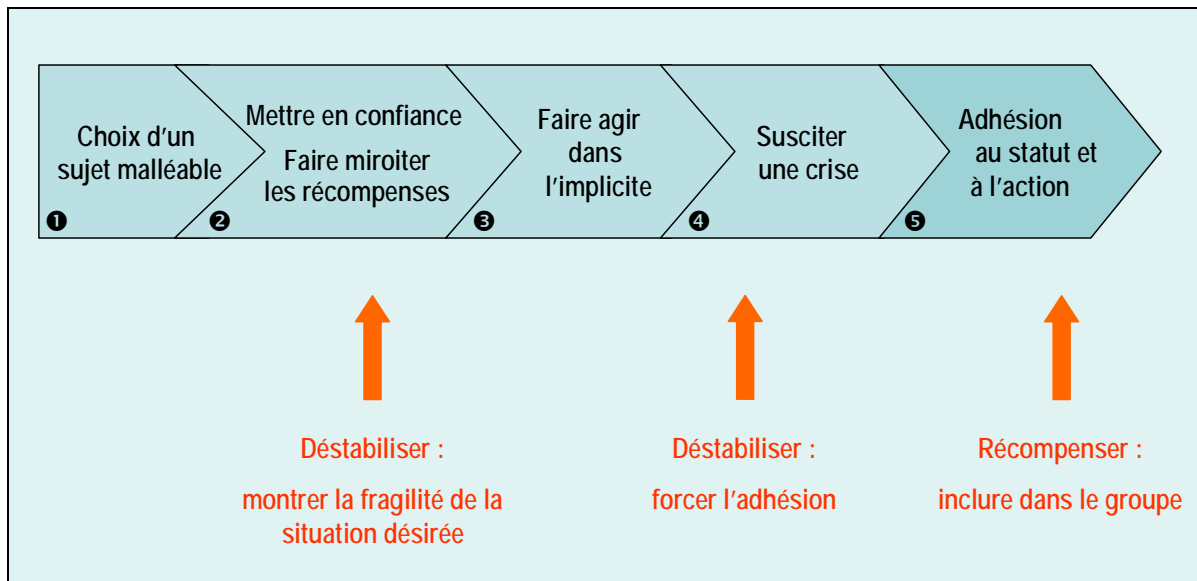 Choix d'un
sujet malléable
❶
Mettre en confiance
Faire miroiter
les récompenses
❷
Faire agir
dans
l'implicite
❸
Susciter
une crise
❹
Adhésion
au statut et
à l'action
❺
Déstabiliser :
montrer la fragilité de la
situation désirée
Déstabiliser :
forcer l'adhésion
Récompenser :
inclure dans le groupe